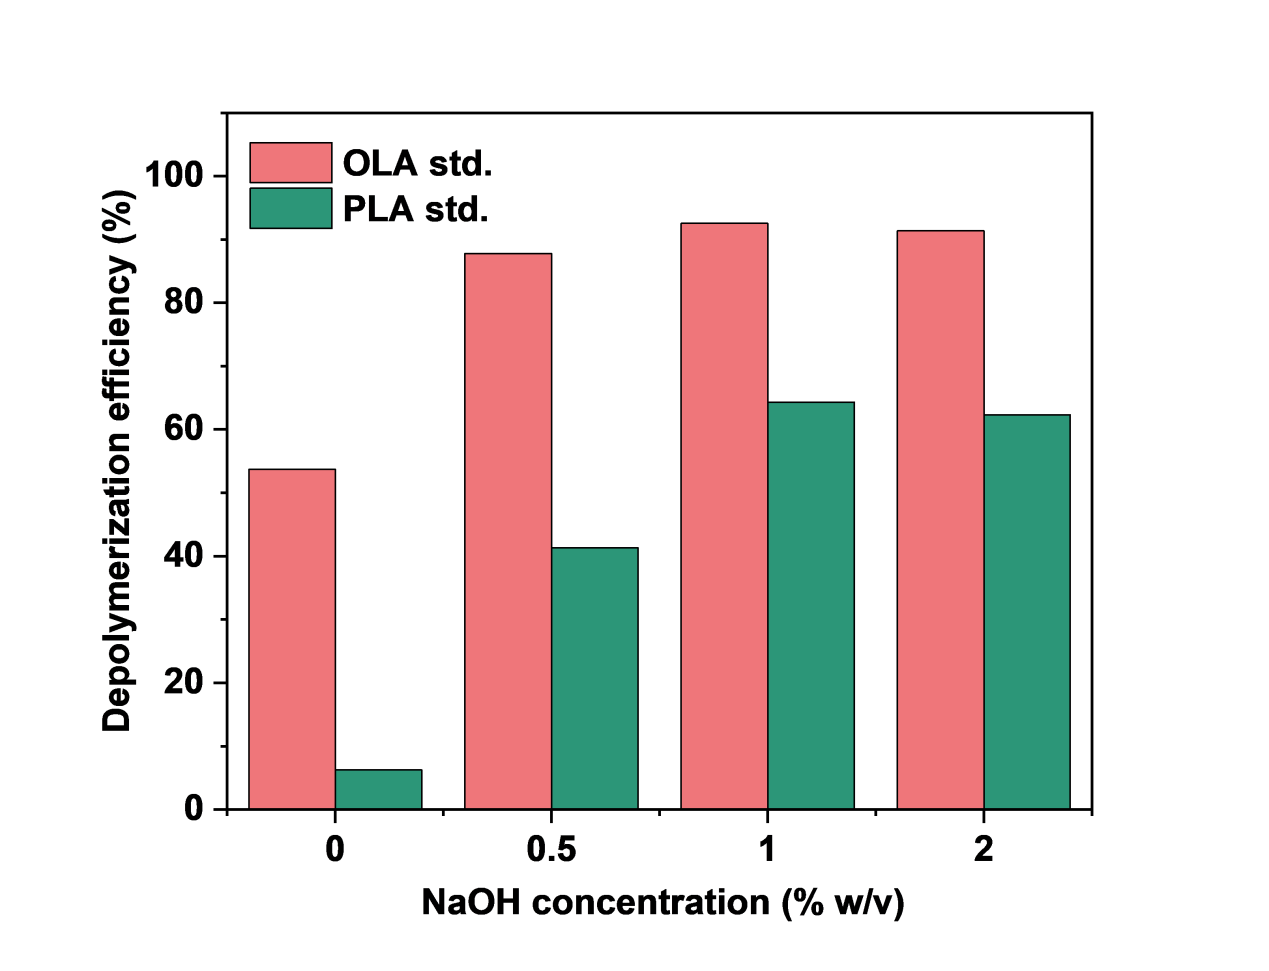 OLA std.
PLA std.
100
80
60
40
20
0
Depolymerization efficiency (%)
0 0.5 1 2
NaOH concentration (% w/v)